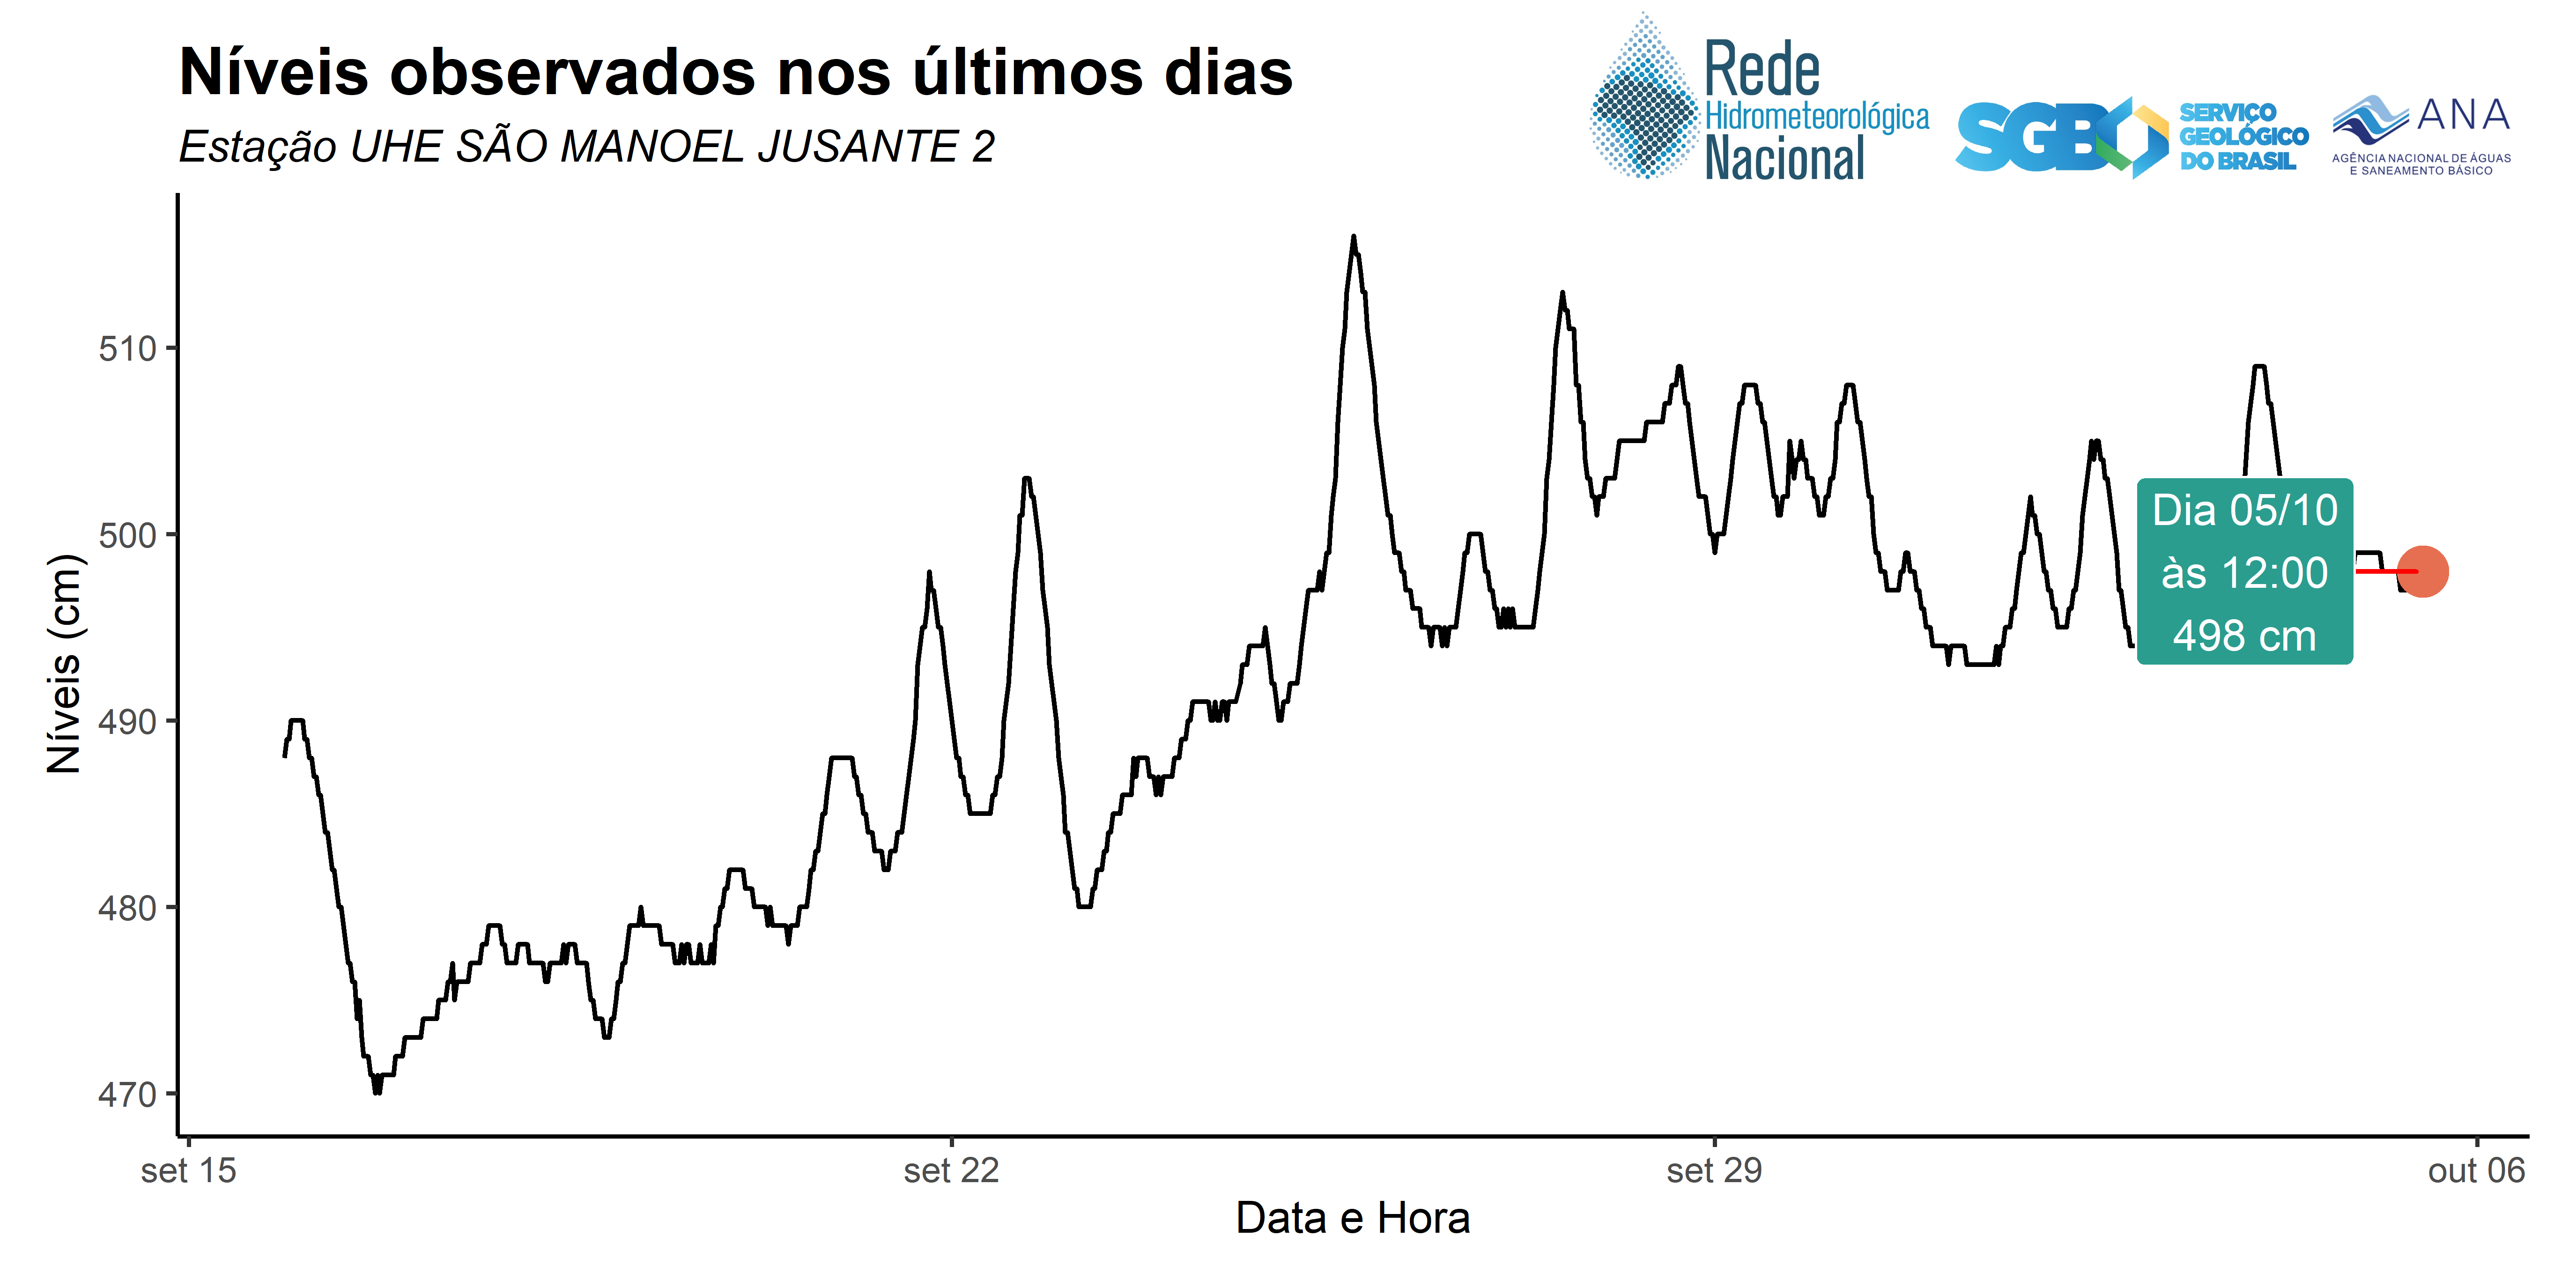 Níveis observados nos últimos dias
Estação UHE SÃO MANOEL JUSANTE 2
Rede
Hidrometeorológica
Nacional
SGB
SERVIÇO
GEOLÓGICO
DO BRASIL
ANA
AGÊNCIA NACIONAL DE ÁGUAS
E SANEAMENTO BÁSICO
Níveis (cm)
510
500
490
480
470
Dia 05/10
às 12:00
498 cm
set 15
set 22
set 29
out 06
Data e Hora